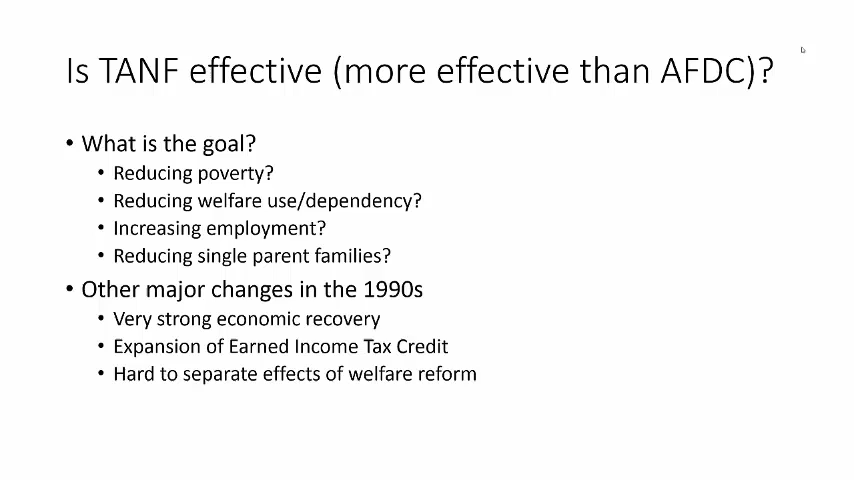 Is TANF effective (more effective than AFDC)?
• What is the goal?
• Reducing poverty?
• Reducing welfare use/dependency?
• Increasing employment?
• Reducing single parent families?
• Other major changes in the 1990s
• Very strong economic recovery
• Expansion of Earned Income Tax Credit
• Hard to separate effects of welfare reform